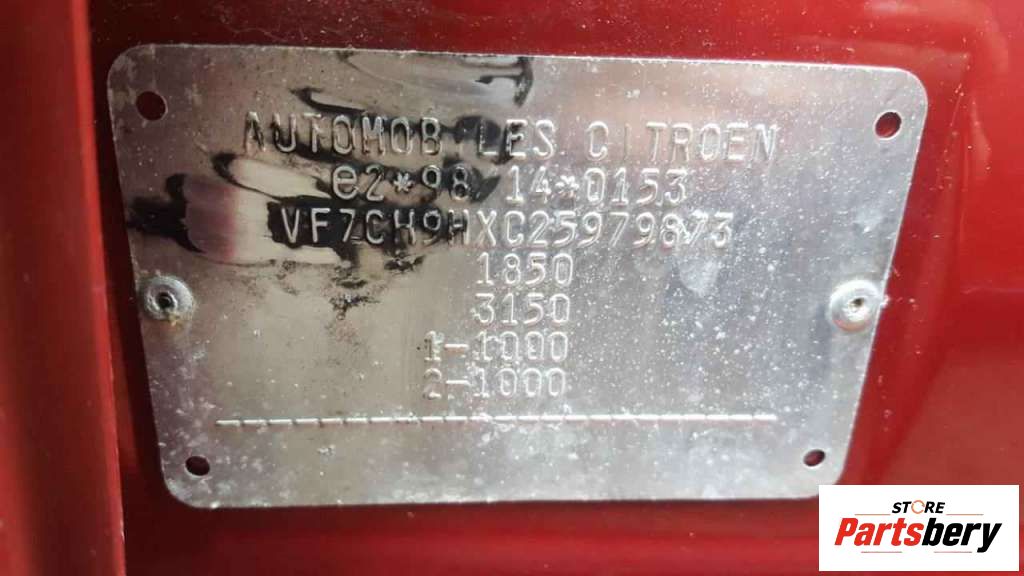 AUTOMOBILES CITROEN
e2*98/14*0153
VF7CH9HXC25979873
1850
3150
1-1000
2-1000
STORE
Partsbery